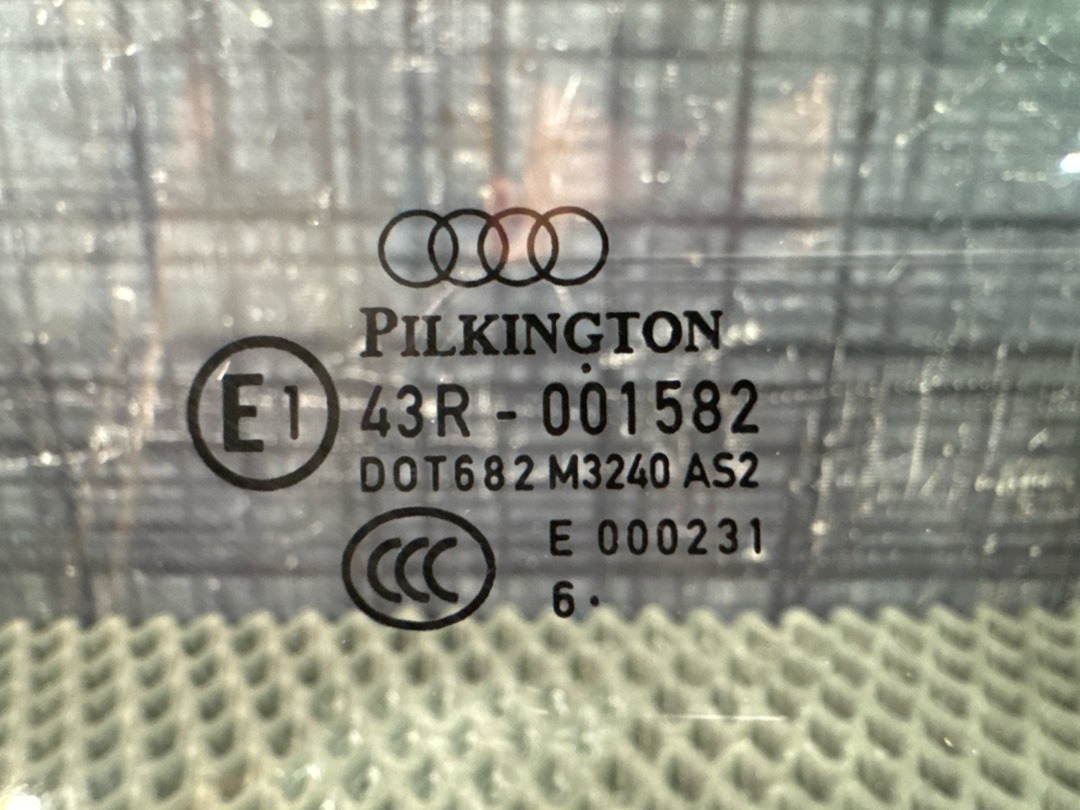 PILKINGTON
E1 43R - 001582
DOT682 M3240 AS2
CCC E 000231
6 ·